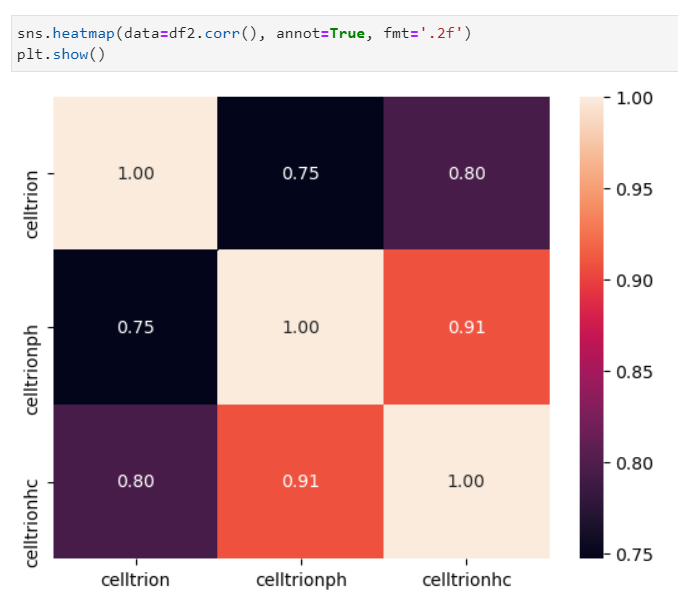 sns.heatmap(data=df2.corr(), annot=True, fmt='.2f')
plt.show()
1.00 0.75 0.80
0.75 1.00 0.91
0.80 0.91 1.00
celltrion
celltrionph
celltrionhc
celltrion celltrionph celltrionhc
1.00
0.95
0.90
0.85
0.80
0.75